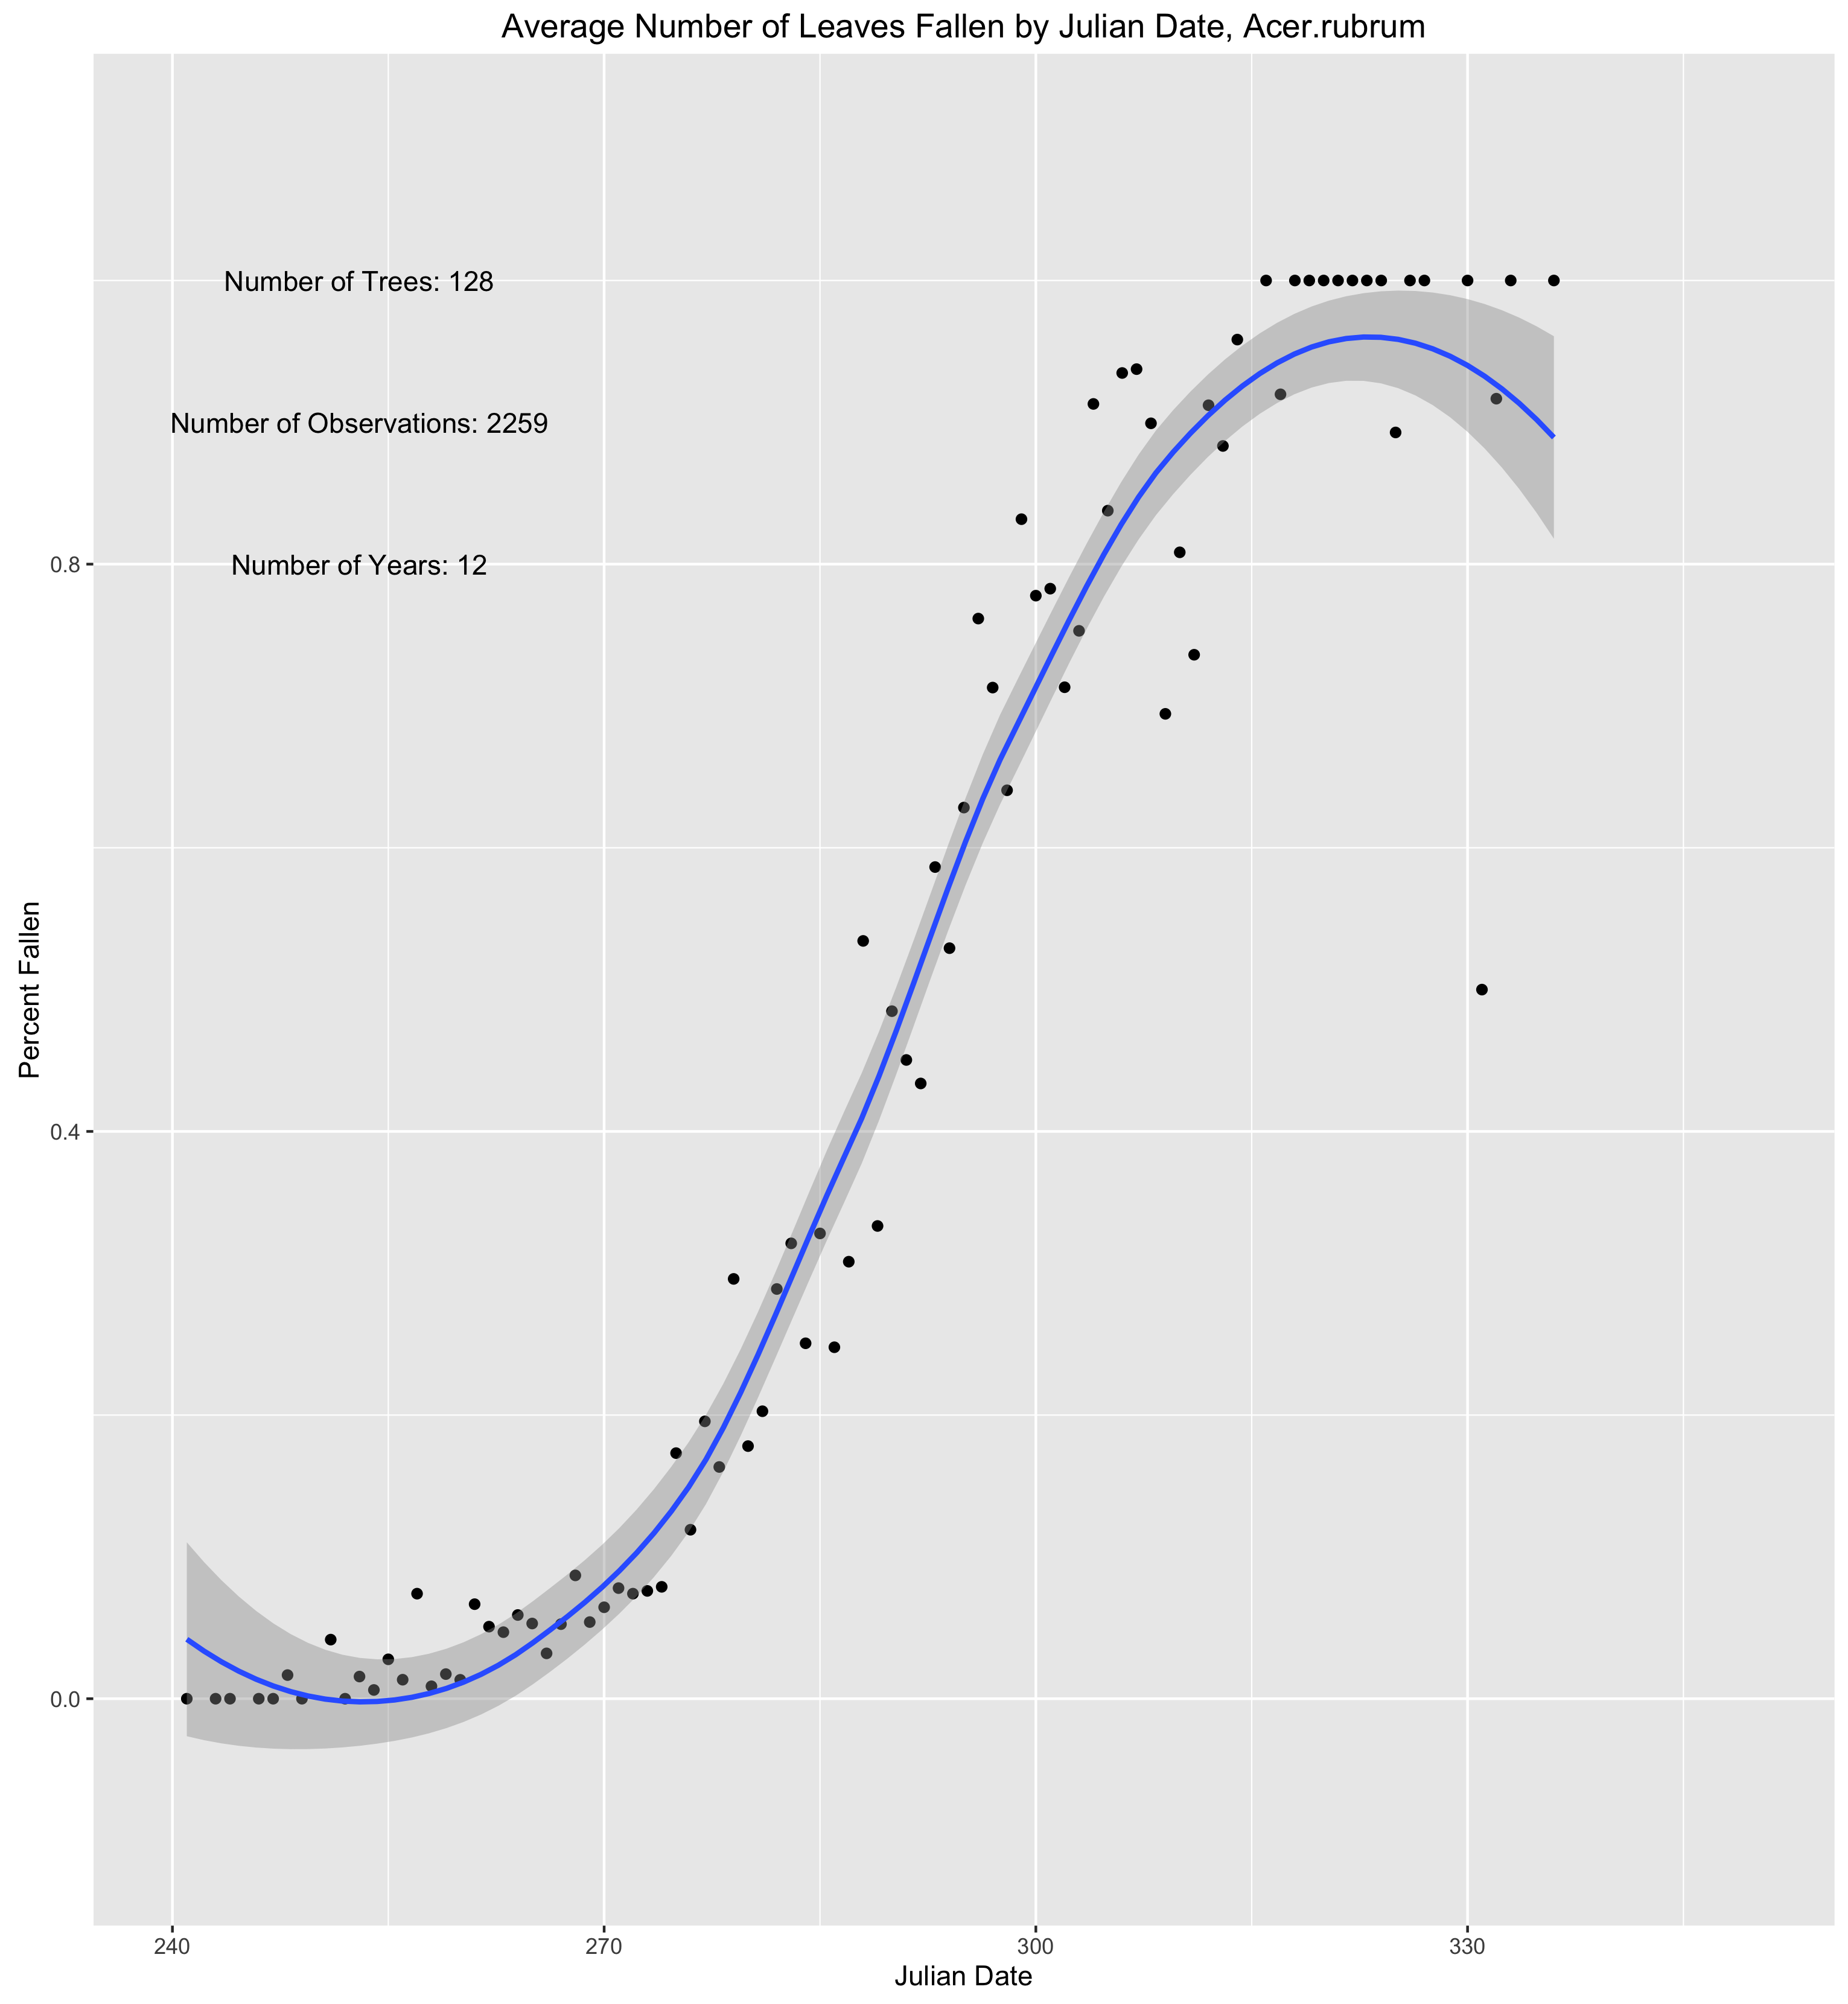 Average Number of Leaves Fallen by Julian Date, Acer.rubrum
Number of Trees: 128
Number of Observations: 2259
Number of Years: 12
0.8
0.4
0.0
Percent Fallen
240
270
300
330
Julian Date